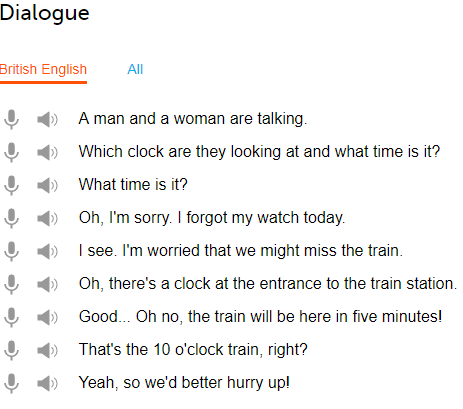 Dialogue
British English All
A man and a woman are talking.
Which clock are they looking at and what time is it?
What time is it?
Oh, I'm sorry. I forgot my watch today.
I see. I'm worried that we might miss the train.
Oh, there's a clock at the entrance to the train station.
Good... Oh no, the train will be here in five minutes!
That's the 10 o'clock train, right?
Yeah, so we'd better hurry up!